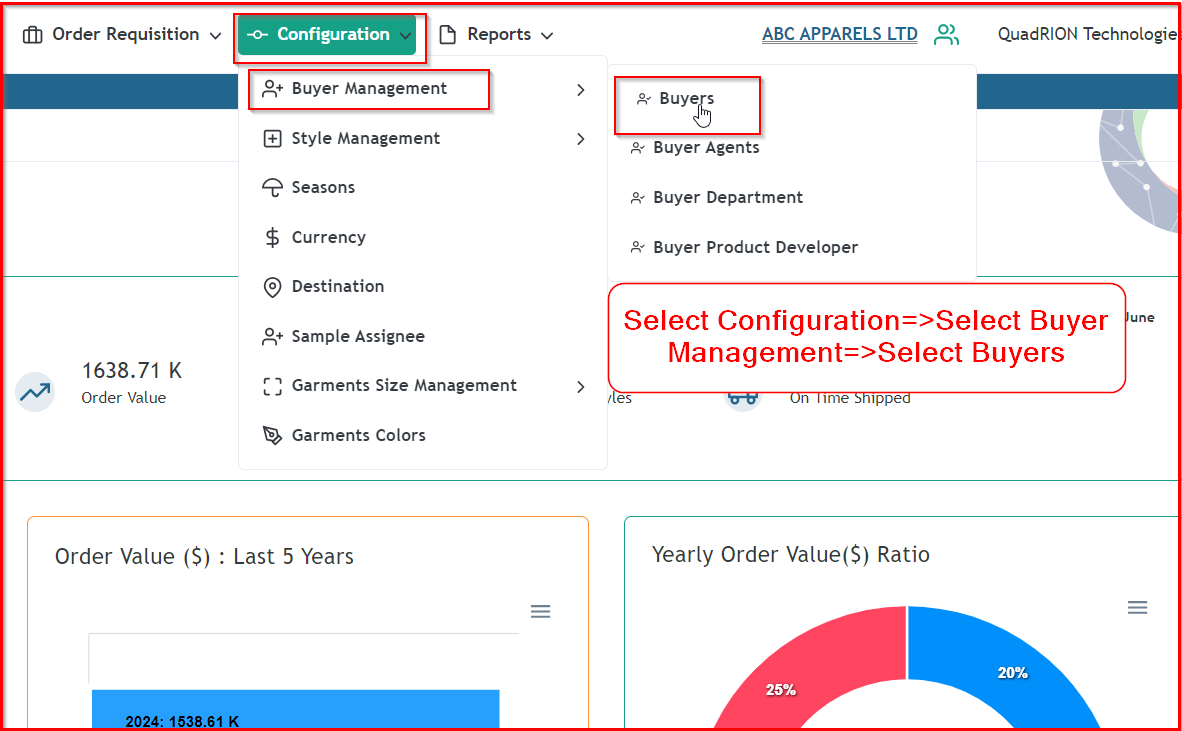 Order Requisition
Configuration
Reports
ABC APPARELS LTD
QuadRION Technologies
Buyer Management
Style Management
Seasons
Currency
Destination
Sample Assignee
Garments Size Management
Garments Colors
Buyers
Buyer Agents
Buyer Department
Buyer Product Developer
Select Configuration=>Select Buyer
Management=>Select Buyers
June
1638.71 K
Order Value
On Time Shipped
Order Value ($) : Last 5 Years
2024: 1538.61 K
Yearly Order Value($) Ratio
25%
20%